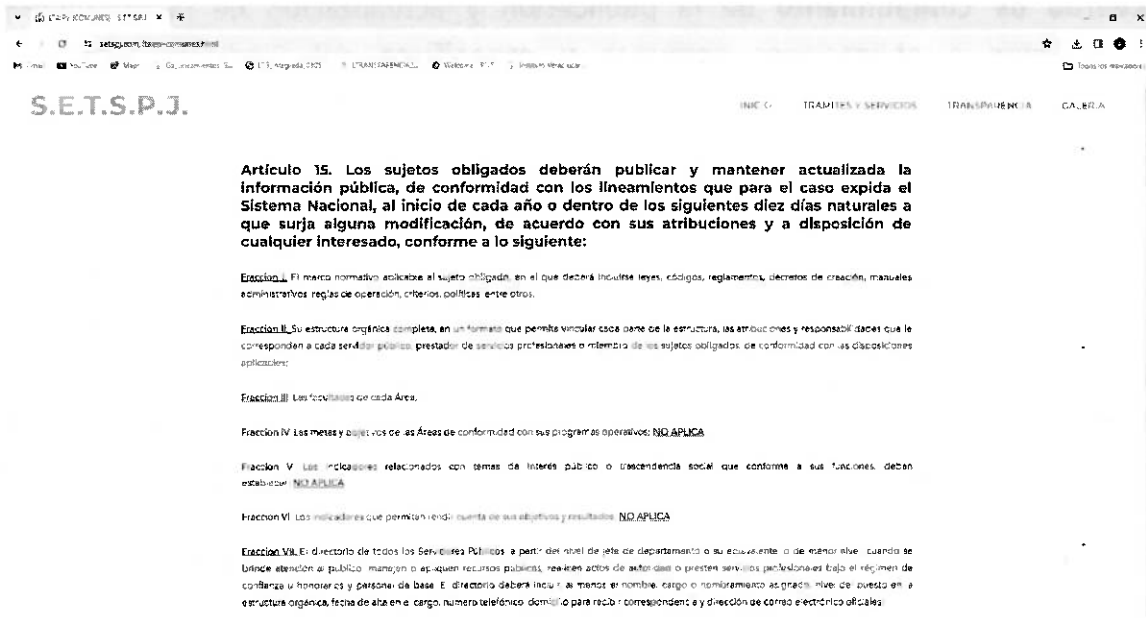 setsgj.com
YouTube
S.E.T.S.P.J.
TRAMITES Y SERVICIOS
TRANSPARENCIA
GALERIA
Artículo 15. Los sujetos obligados deberán publicar y mantener actualizada la
información pública, de conformidad con los lineamientos que para el caso expida el
Sistema Nacional, al inicio de cada año o dentro de los siguientes diez días naturales a
que surja alguna modificación, de acuerdo con sus atribuciones y a disposición de
cualquier interesado, conforme a lo siguiente:
Fraccion I. El marco normativo aplicable al sujeto obligado, en el que deberá incluirse leyes, códigos, reglamentos, decretos de creación, manuales
administrativos, reglas de operación, criterios, políticas, entre otros.
Fraccion II. Su estructura orgánica completa, en un formato que permita vincular cada parte de la estructura, las atribuciones y responsabilidades que le
corresponden a cada servidor público, prestador de servicios profesionales o miembro de los sujetos obligados, de conformidad con las disposiciones
aplicables;
Fraccion III. Las facultades de cada Área;
Fraccion IV. Las metas y objetivos de las Áreas de conformidad con sus programas operativos; NO APLICA
Fraccion V. Los indicadores relacionados con temas de interés público o trascendencia social que conforme a sus funciones, deban
establecer; NO APLICA
Fraccion VI. Los indicadores que permitan rendir cuenta de sus objetivos y resultados; NO APLICA
Fraccion VII. El directorio de todos los Servidores Públicos, a partir del nivel de jefe de departamento o su equivalente, o de menor nivel, cuando se
brinde atención al público; manejen o apliquen recursos públicos; realicen actos de autoridad o presten servicios profesionales bajo el régimen de
confianza u honorarios y personal de base. El directorio deberá incluir, al menos el nombre, cargo o nombramiento asignado, nivel del puesto en la
estructura orgánica, fecha de alta en el cargo, número telefónico, domicilio para recibir correspondencia y dirección de correo electrónico oficiales